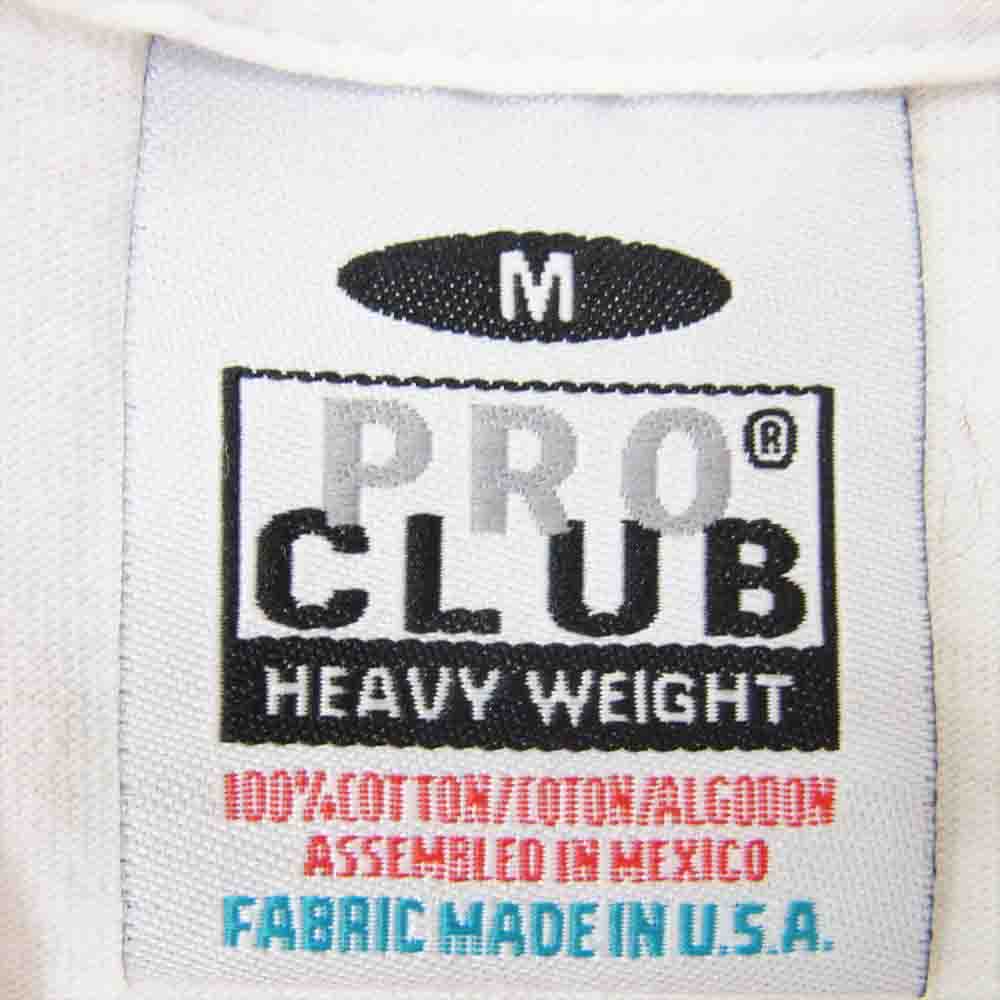 M
PRO®
CLUB
HEAVY WEIGHT
100%COTTON/COTON/ALGODON
ASSEMBLED IN MEXICO
FABRIC MADE IN U.S.A.